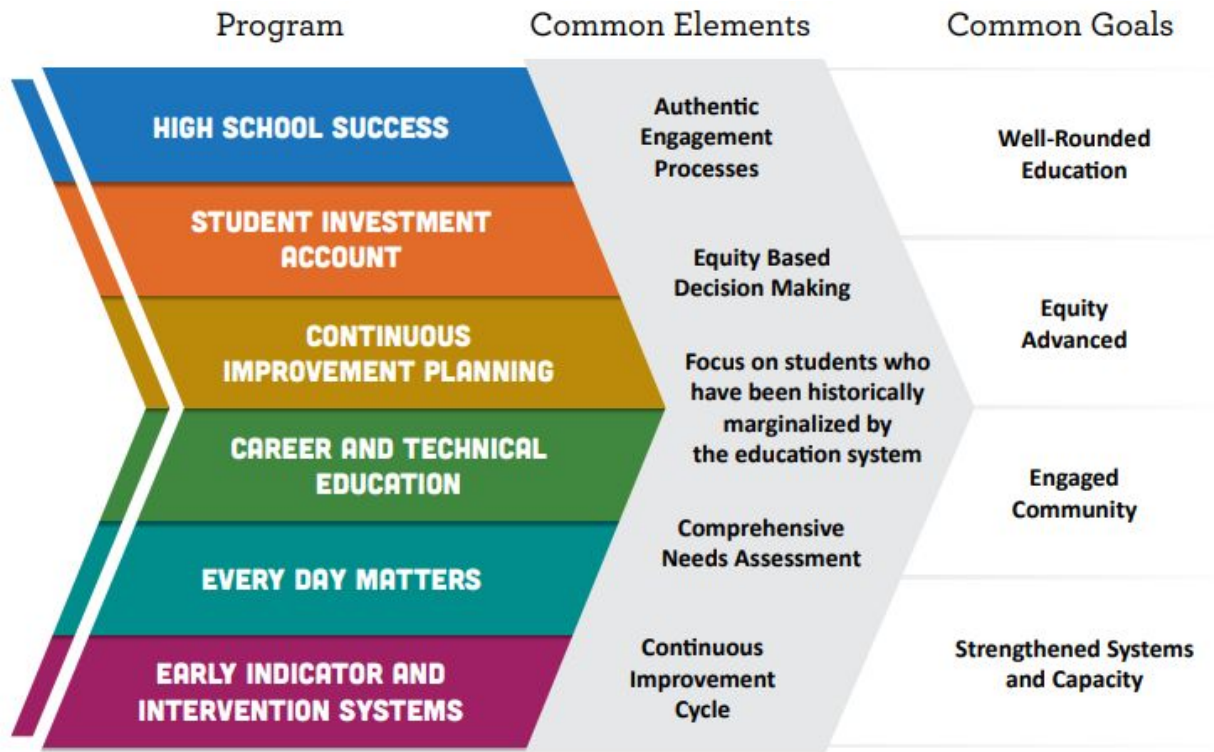 Program
Common Elements
Common Goals
HIGH SCHOOL SUCCESS
STUDENT INVESTMENT
ACCOUNT
CONTINUOUS
IMPROVEMENT PLANNING
CAREER AND TECHNICAL
EDUCATION
EVERY DAY MATTERS
EARLY INDICATOR AND
INTERVENTION SYSTEMS
Authentic
Engagement
Processes
Equity Based
Decision Making
Focus on students who
have been historically
marginalized by
the education system
Comprehensive
Needs Assessment
Continuous
Improvement
Cycle
Well-Rounded
Education
Equity
Advanced
Engaged
Community
Strengthened Systems
and Capacity